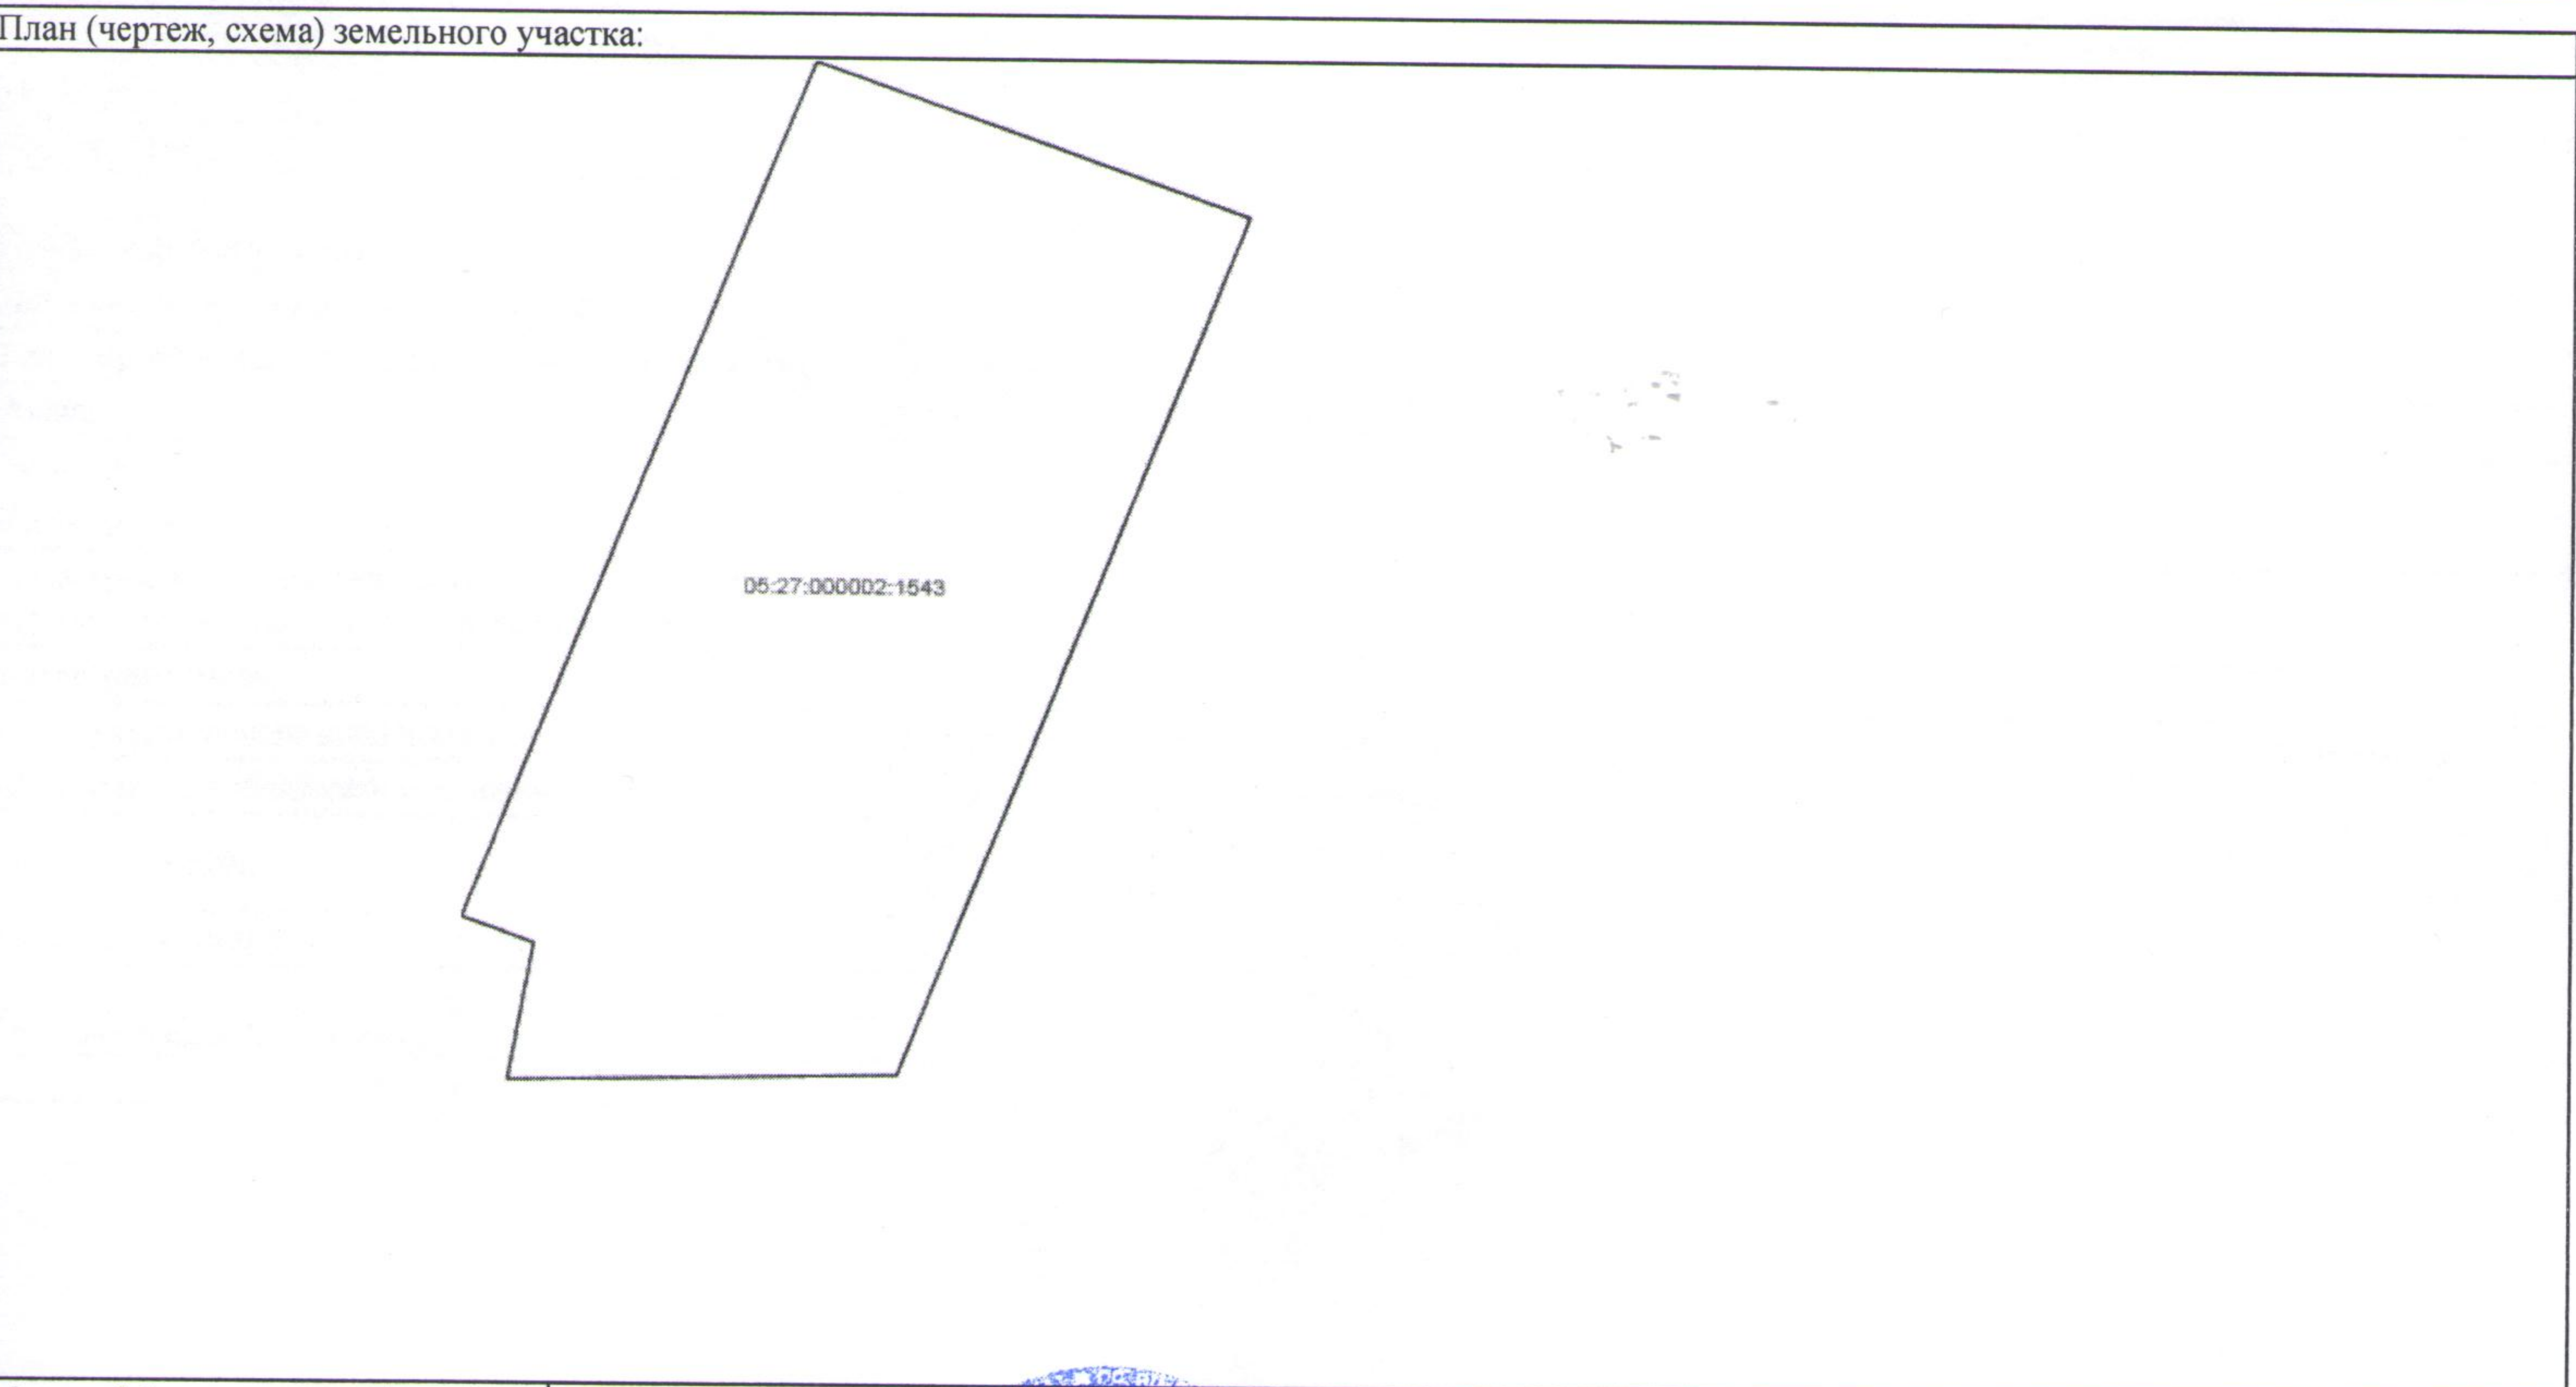 План (чертеж, схема) земельного участка:
05:27:000002:1543